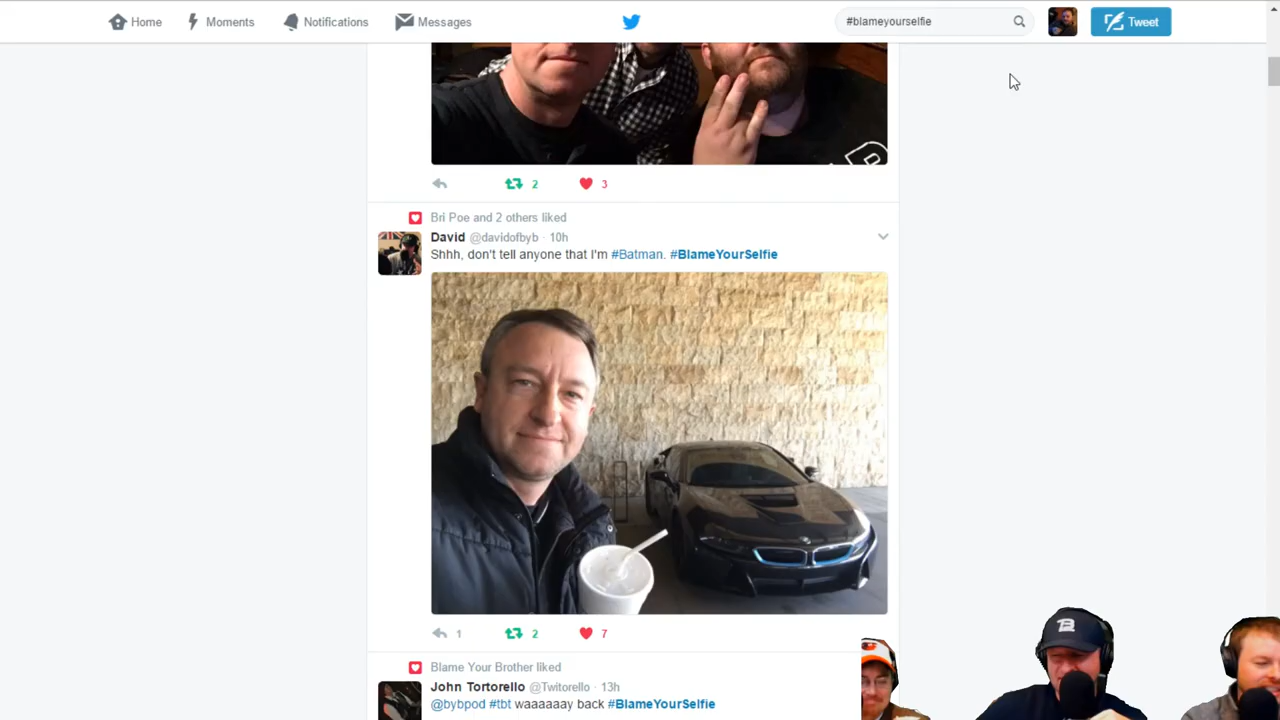 Home Moments Notifications Messages #blameyourselfie Tweet
2 3
Bri Poe and 2 others liked
David @davidofbyb · 10h
Shhh, don't tell anyone that I'm #Batman. #BlameYourSelfie
1 2 7
Blame Your Brother liked
John Tortorello @Twitorello · 13h
@bybpod #tbt waaaaaay back #BlameYourSelfie